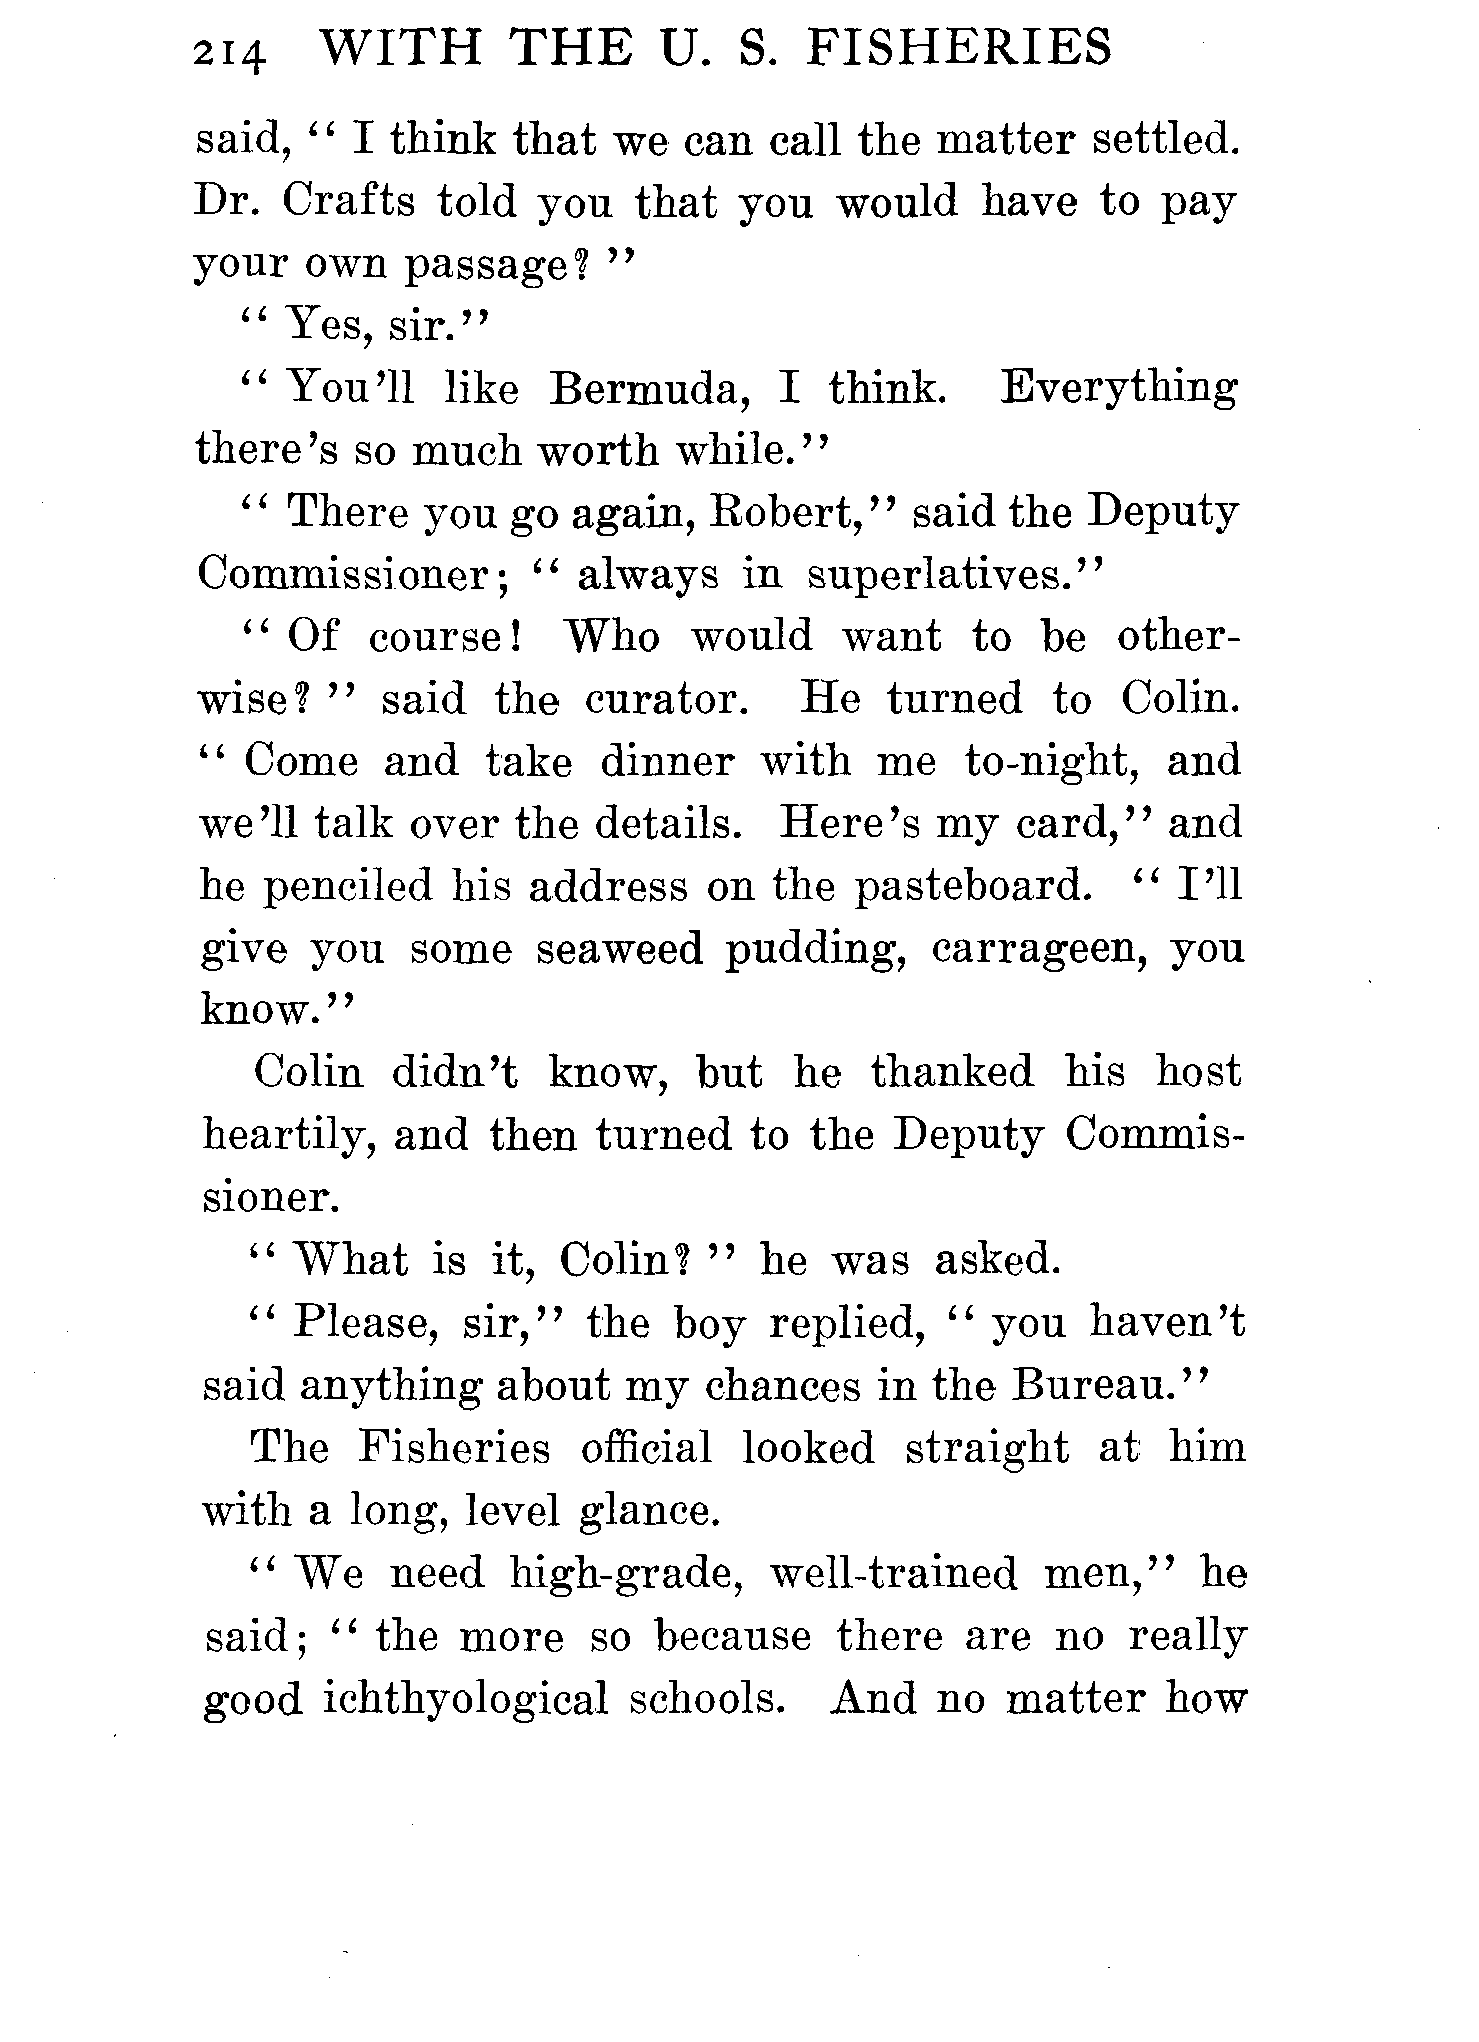 214 WITH THE U. S. FISHERIES
said, “ I think that we can call the matter settled.
Dr. Crafts told you that you would have to pay
your own passage? ”
“ Yes, sir.”
“ You’ll like Bermuda, I think. Everything
there’s so much worth while.”
“ There you go again, Robert,” said the Deputy
Commissioner; “ always in superlatives.”
“ Of course! Who would want to be other-
wise? ” said the curator. He turned to Colin.
“ Come and take dinner with me to-night, and
we’ll talk over the details. Here’s my card,” and
he penciled his address on the pasteboard. “ I’ll
give you some seaweed pudding, carrageen, you
know.”
Colin didn’t know, but he thanked his host
heartily, and then turned to the Deputy Commis-
sioner.
“ What is it, Colin? ” he was asked.
“ Please, sir,” the boy replied, “ you haven’t
said anything about my chances in the Bureau.”
The Fisheries official looked straight at him
with a long, level glance.
“ We need high-grade, well-trained men,” he
said; “ the more so because there are no really
good ichthyological schools. And no matter how